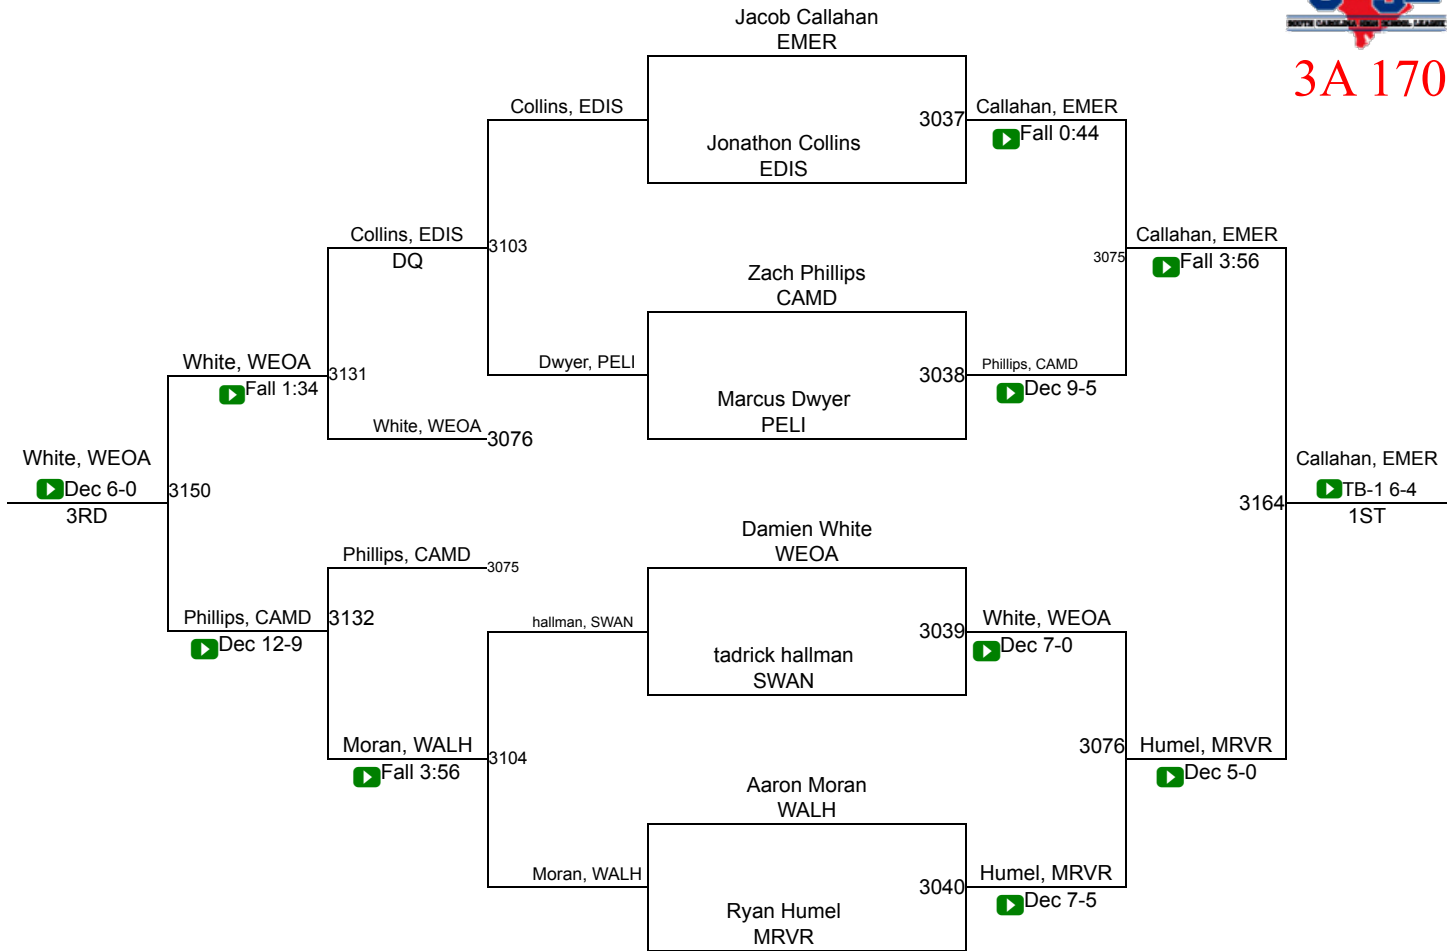 SOUTH CAROLINA HIGH SCHOOL LEAGUE
3A 170
Jacob Callahan
EMER
Collins, EDIS
3037
Callahan, EMER
Fall 0:44
Jonathon Collins
EDIS
Collins, EDIS
DQ
3103
3075
Callahan, EMER
Fall 3:56
Zach Phillips
CAMD
White, WEOA
Fall 1:34
3131
Dwyer, PELI
3038
Phillips, CAMD
Dec 9-5
Marcus Dwyer
PELI
White, WEOA
3076
White, WEOA
Dec 6-0
3RD
3150
3164
Callahan, EMER
TB-1 6-4
1ST
Damien White
WEOA
Phillips, CAMD
3075
Phillips, CAMD
Dec 12-9
3132
hallman, SWAN
3039
White, WEOA
Dec 7-0
tadrick hallman
SWAN
Moran, WALH
Fall 3:56
3104
3076
Humel, MRVR
Dec 5-0
Aaron Moran
WALH
Moran, WALH
3040
Humel, MRVR
Dec 7-5
Ryan Humel
MRVR